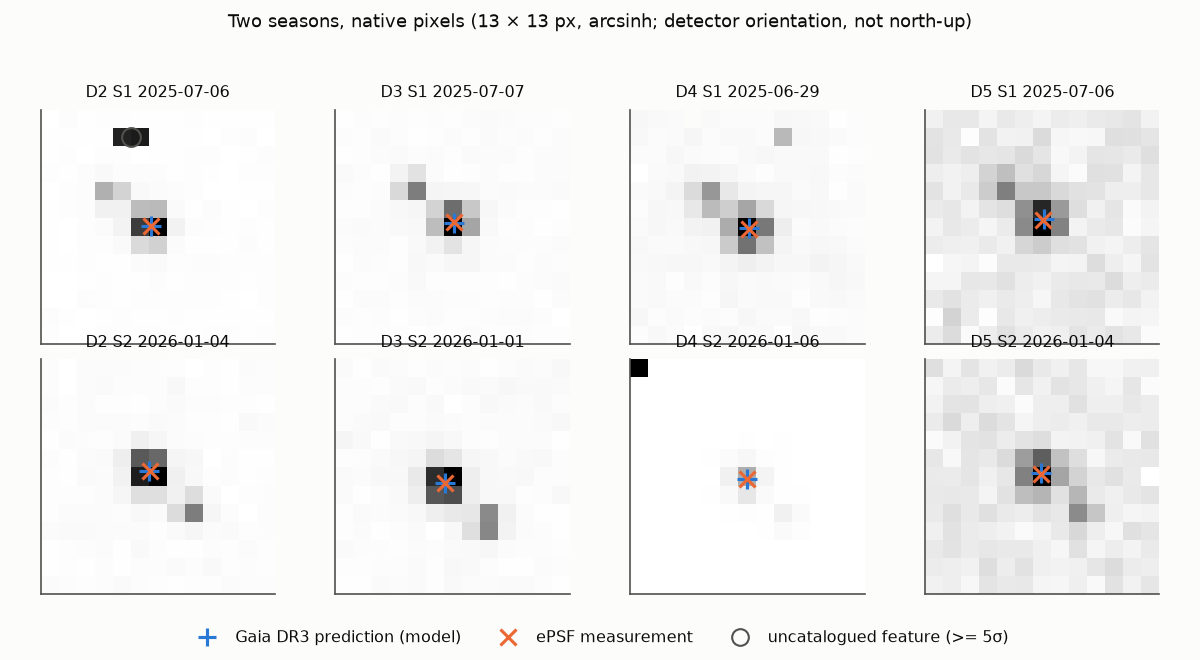 Two seasons, native pixels (13 × 13 px, arcsinh; detector orientation, not north-up)
D2 S1 2025-07-06
D3 S1 2025-07-07
D4 S1 2025-06-29
D5 S1 2025-07-06
D2 S2 2026-01-04
D3 S2 2026-01-01
D4 S2 2026-01-06
D5 S2 2026-01-04
Gaia DR3 prediction (model)
ePSF measurement
uncatalogued feature (>= 5σ)